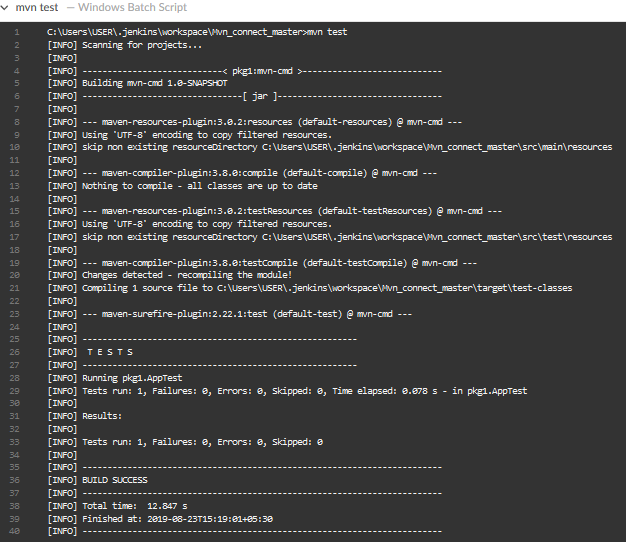 mvn test — Windows Batch Script
1 C:\Users\USER\.jenkins\workspace\Mvn_connect_master>mvn test
2 [INFO] Scanning for projects...
3 [INFO]
4 [INFO] --------------------------< pkg1:mvn-cmd >--------------------------
5 [INFO] Building mvn-cmd 1.0-SNAPSHOT
6 [INFO] --------------------------------[ jar ]---------------------------------
7 [INFO]
8 [INFO] --- maven-resources-plugin:3.0.2:resources (default-resources) @ mvn-cmd ---
9 [INFO] Using 'UTF-8' encoding to copy filtered resources.
10 [INFO] skip non existing resourceDirectory C:\Users\USER\.jenkins\workspace\Mvn_connect_master\src\main\resources
11 [INFO]
12 [INFO] --- maven-compiler-plugin:3.8.0:compile (default-compile) @ mvn-cmd ---
13 [INFO] Nothing to compile - all classes are up to date
14 [INFO]
15 [INFO] --- maven-resources-plugin:3.0.2:testResources (default-testResources) @ mvn-cmd ---
16 [INFO] Using 'UTF-8' encoding to copy filtered resources.
17 [INFO] skip non existing resourceDirectory C:\Users\USER\.jenkins\workspace\Mvn_connect_master\src\test\resources
18 [INFO]
19 [INFO] --- maven-compiler-plugin:3.8.0:testCompile (default-testCompile) @ mvn-cmd ---
20 [INFO] Changes detected - recompiling the module!
21 [INFO] Compiling 1 source file to C:\Users\USER\.jenkins\workspace\Mvn_connect_master\target\test-classes
22 [INFO]
23 [INFO] --- maven-surefire-plugin:2.22.1:test (default-test) @ mvn-cmd ---
24 [INFO]
25 [INFO] -------------------------------------------------------
26 [INFO]  T E S T S
27 [INFO] -------------------------------------------------------
28 [INFO] Running pkg1.AppTest
29 [INFO] Tests run: 1, Failures: 0, Errors: 0, Skipped: 0, Time elapsed: 0.078 s - in pkg1.AppTest
30 [INFO]
31 [INFO] Results:
32 [INFO]
33 [INFO] Tests run: 1, Failures: 0, Errors: 0, Skipped: 0
34 [INFO]
35 [INFO] ------------------------------------------------------------------------
36 [INFO] BUILD SUCCESS
37 [INFO] ------------------------------------------------------------------------
38 [INFO] Total time:  12.847 s
39 [INFO] Finished at: 2019-08-23T15:19:01+05:30
40 [INFO] ------------------------------------------------------------------------